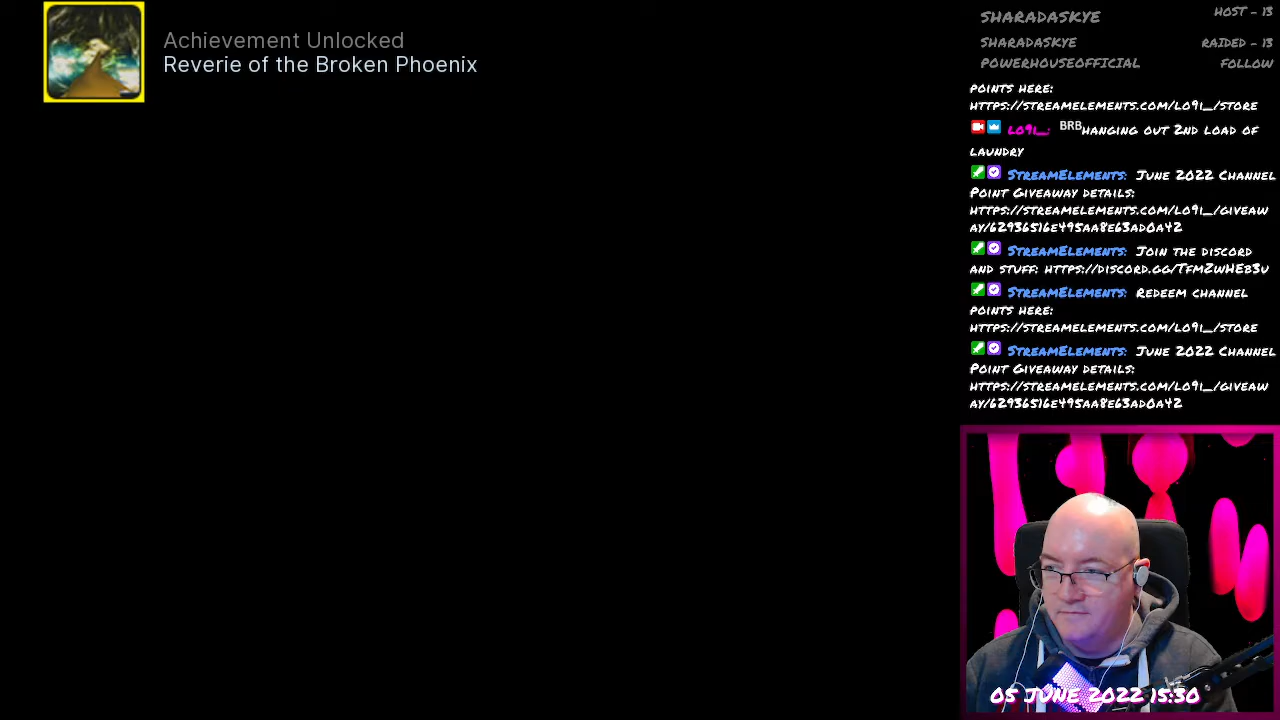 Achievement Unlocked
Reverie of the Broken Phoenix
SHARADASKYE HOST - 13
SHARADASKYE RAIDED - 13
POWERHOUSEOFFICIAL FOLLOW
POINTS HERE:
HTTPS://STREAMELEMENTS.COM/LO9I_/STORE
LO9I_: BRB HANGING OUT 2ND LOAD OF
LAUNDRY
STREAMELEMENTS: JUNE 2022 CHANNEL
POINT GIVEAWAY DETAILS:
HTTPS://STREAMELEMENTS.COM/LO9I_/GIVEAW
AY/62936516E495AA8E63AD0A42
STREAMELEMENTS: JOIN THE DISCORD
AND STUFF: HTTPS://DISCORD.GG/TFMZWHE83U
STREAMELEMENTS: REDEEM CHANNEL
POINTS HERE:
HTTPS://STREAMELEMENTS.COM/LO9I_/STORE
STREAMELEMENTS: JUNE 2022 CHANNEL
POINT GIVEAWAY DETAILS:
HTTPS://STREAMELEMENTS.COM/LO9I_/GIVEAW
AY/62936516E495AA8E63AD0A42
05 JUNE 2022 15:30